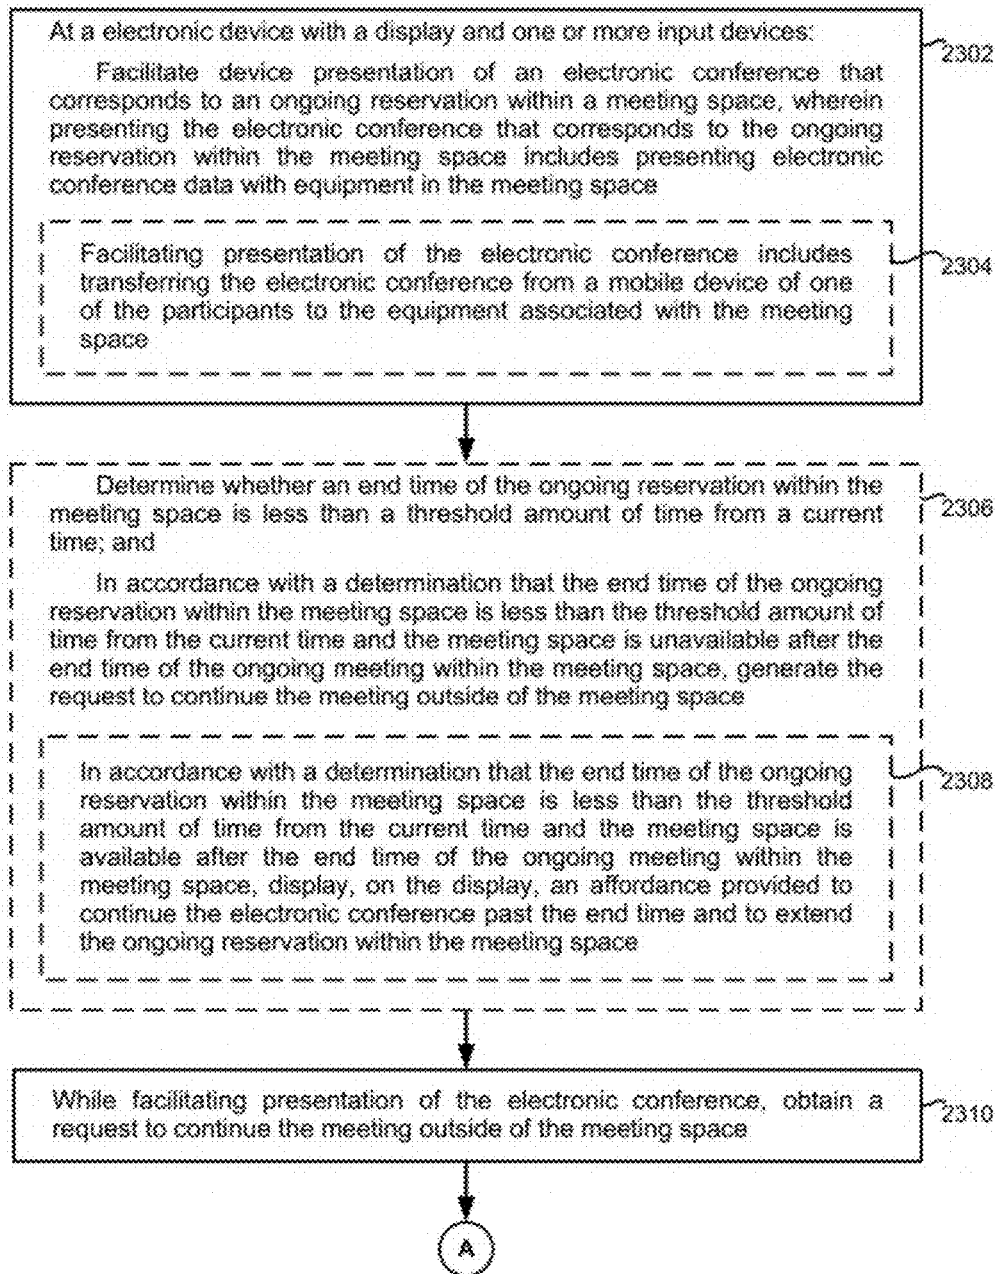 At a electronic device with a display and one or more input devices:
2302
Facilitate device presentation of an electronic conference that
corresponds to an ongoing reservation within a meeting space, wherein
presenting the electronic conference that corresponds to the ongoing
reservation within the meeting space includes presenting electronic
conference data with equipment in the meeting space
Facilitating presentation of the electronic conference includes
2304
transferring the electronic conference from a mobile device of one
of the participants to the equipment associated with the meeting
space
Determine whether an end time of the ongoing reservation within the
2306
meeting space is less than a threshold amount of time from a current
time; and
In accordance with a determination that the end time of the ongoing
reservation within the meeting space is less than the threshold amount of
time from the current time and the meeting space is unavailable after the
end time of the ongoing meeting within the meeting space, generate the
request to continue the meeting outside of the meeting space
In accordance with a determination that the end time of the ongoing
2308
reservation within the meeting space is less than the threshold
amount of time from the current time and the meeting space is
available after the end time of the ongoing meeting within the
meeting space, display, on the display, an affordance provided to
continue the electronic conference past the end time and to extend
the ongoing reservation within the meeting space
While facilitating presentation of the electronic conference, obtain a
2310
request to continue the meeting outside of the meeting space
A